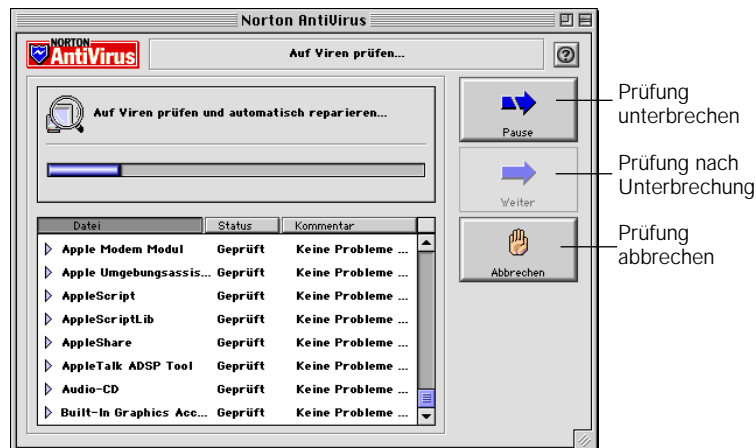 Norton AntiVirus
NORTON
AntiVirus
Auf Viren prüfen...
Auf Viren prüfen und automatisch reparieren...
Datei Status Kommentar
Apple Modem Modul Geprüft Keine Probleme ...
Apple Umgebungsassis... Geprüft Keine Probleme ...
AppleScript Geprüft Keine Probleme ...
AppleScriptLib Geprüft Keine Probleme ...
AppleShare Geprüft Keine Probleme ...
AppleTalk ADSP Tool Geprüft Keine Probleme ...
Audio-CD Geprüft Keine Probleme ...
Built-In Graphics Acc... Geprüft Keine Probleme ...
?
Pause
Weiter
Abbrechen
Prüfung
unterbrechen
Prüfung nach
Unterbrechung
Prüfung
abbrechen